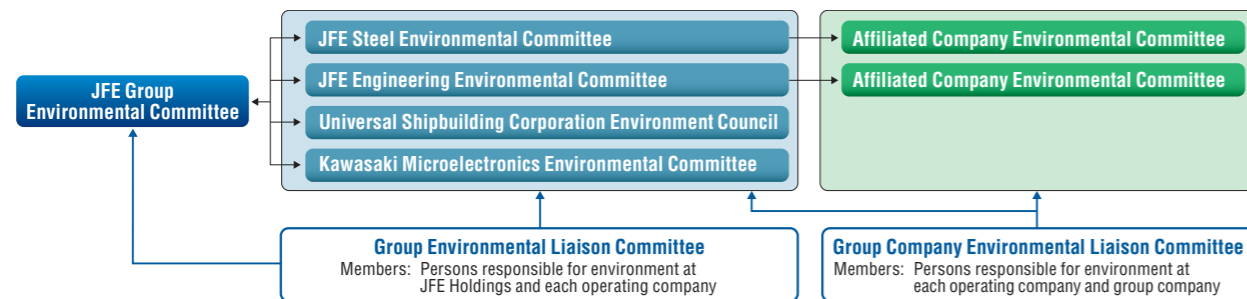 JFE Group
Environmental Committee
JFE Steel Environmental Committee
JFE Engineering Environmental Committee
Universal Shipbuilding Corporation Environment Council
Kawasaki Microelectronics Environmental Committee
Affiliated Company Environmental Committee
Affiliated Company Environmental Committee
Group Environmental Liaison Committee
Members: Persons responsible for environment at
JFE Holdings and each operating company
Group Company Environmental Liaison Committee
Members: Persons responsible for environment at
each operating company and group company